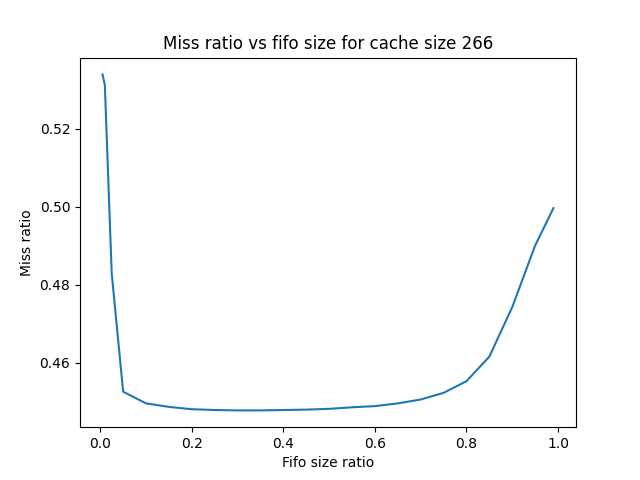 Miss ratio vs fifo size for cache size 266
0.52
0.50
0.48
0.46
Miss ratio
0.0 0.2 0.4 0.6 0.8 1.0
Fifo size ratio